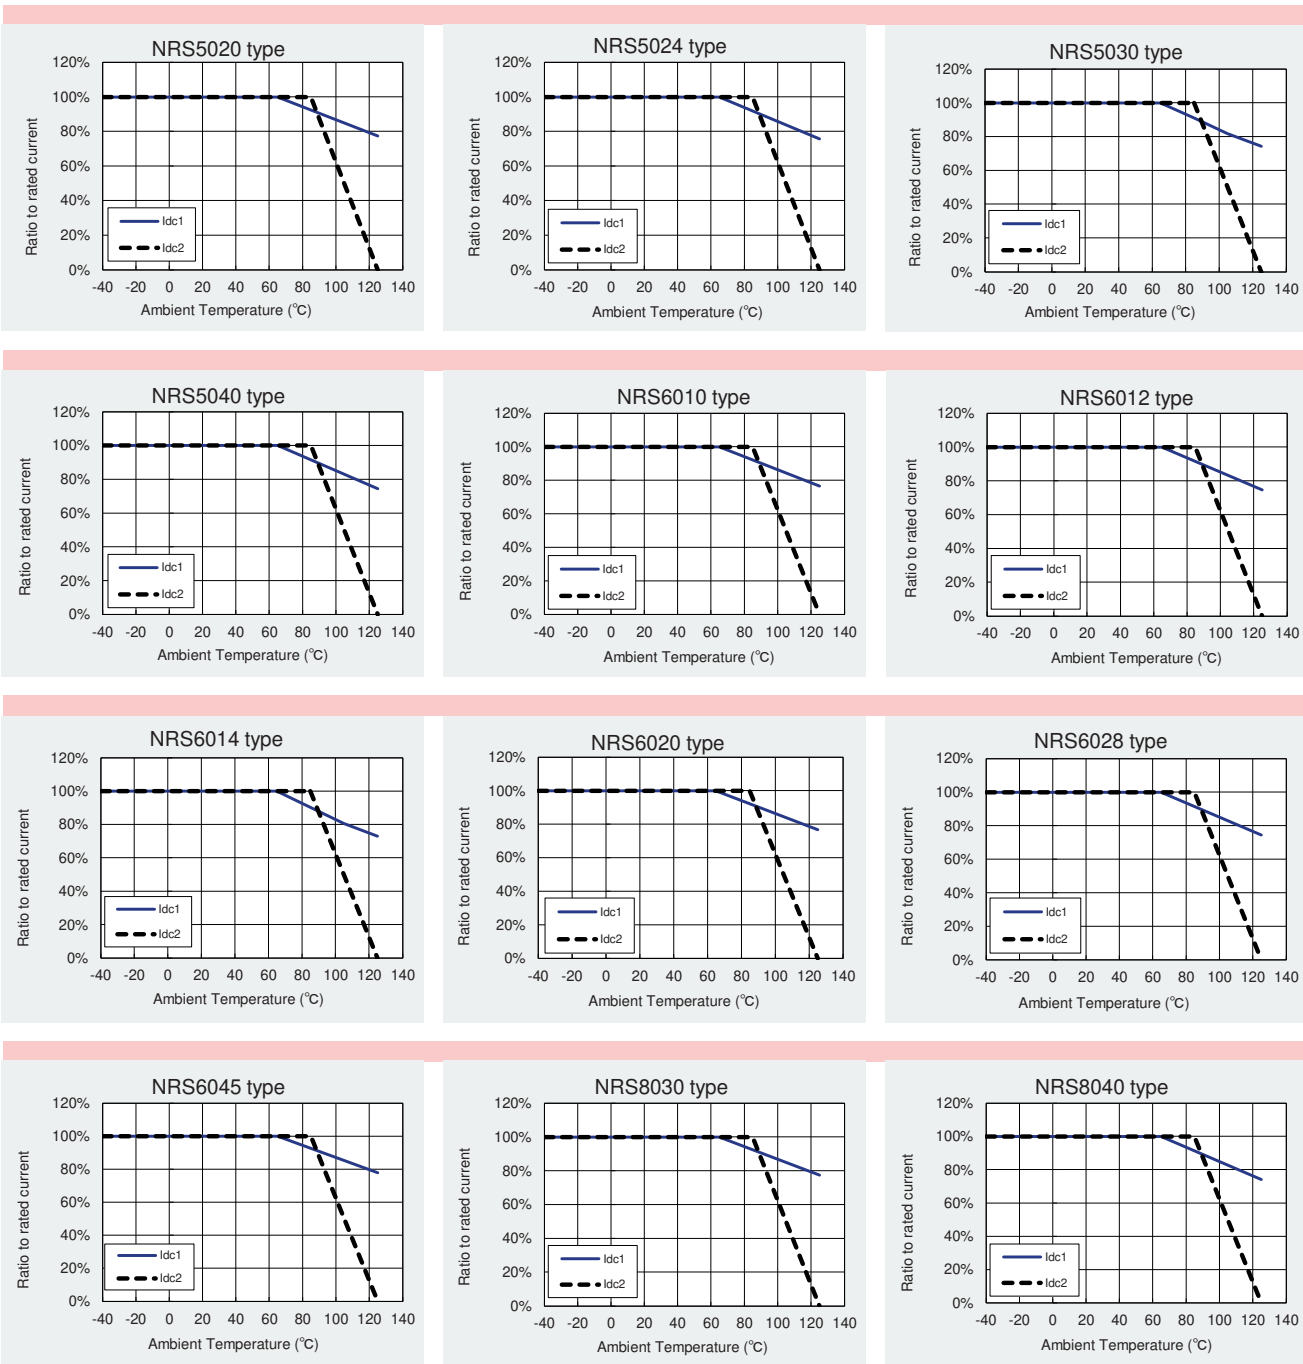 NRS5020 type
120%
100%
80%
60%
40%
20%
0%
Ratio to rated current
Idc1
Idc2
-40 -20 0 20 40 60 80 100 120 140
Ambient Temperature (℃)
NRS5024 type
120%
100%
80%
60%
40%
20%
0%
Ratio to rated current
Idc1
Idc2
-40 -20 0 20 40 60 80 100 120 140
Ambient Temperature (℃)
NRS5030 type
120%
100%
80%
60%
40%
20%
0%
Ratio to rated current
Idc1
Idc2
-40 -20 0 20 40 60 80 100 120 140
Ambient Temperature (℃)
NRS5040 type
120%
100%
80%
60%
40%
20%
0%
Ratio to rated current
Idc1
Idc2
-40 -20 0 20 40 60 80 100 120 140
Ambient Temperature (℃)
NRS6010 type
120%
100%
80%
60%
40%
20%
0%
Ratio to rated current
Idc1
Idc2
-40 -20 0 20 40 60 80 100 120 140
Ambient Temperature (℃)
NRS6012 type
120%
100%
80%
60%
40%
20%
0%
Ratio to rated current
Idc1
Idc2
-40 -20 0 20 40 60 80 100 120 140
Ambient Temperature (℃)
NRS6014 type
120%
100%
80%
60%
40%
20%
0%
Ratio to rated current
Idc1
Idc2
-40 -20 0 20 40 60 80 100 120 140
Ambient Temperature (℃)
NRS6020 type
120%
100%
80%
60%
40%
20%
0%
Ratio to rated current
Idc1
Idc2
-40 -20 0 20 40 60 80 100 120 140
Ambient Temperature (℃)
NRS6028 type
120%
100%
80%
60%
40%
20%
0%
Ratio to rated current
Idc1
Idc2
-40 -20 0 20 40 60 80 100 120 140
Ambient Temperature (℃)
NRS6045 type
120%
100%
80%
60%
40%
20%
0%
Ratio to rated current
Idc1
Idc2
-40 -20 0 20 40 60 80 100 120 140
Ambient Temperature (℃)
NRS8030 type
120%
100%
80%
60%
40%
20%
0%
Ratio to rated current
Idc1
Idc2
-40 -20 0 20 40 60 80 100 120 140
Ambient Temperature (℃)
NRS8040 type
120%
100%
80%
60%
40%
20%
0%
Ratio to rated current
Idc1
Idc2
-40 -20 0 20 40 60 80 100 120 140
Ambient Temperature (℃)